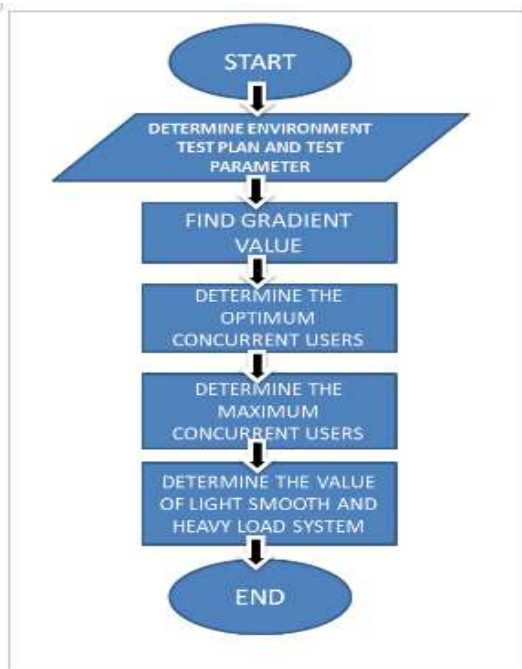 START
DETERMINE ENVIRONMENT
TEST PLAN AND TEST
PARAMETER
FIND GRADIENT
VALUE
DETERMINE THE
OPTIMUM
CONCURRENT USERS
DETERMINE THE
MAXIMUM
CONCURRENT USERS
DETERMINE THE VALUE
OF LIGHT SMOOTH AND
HEAVY LOAD SYSTEM
END